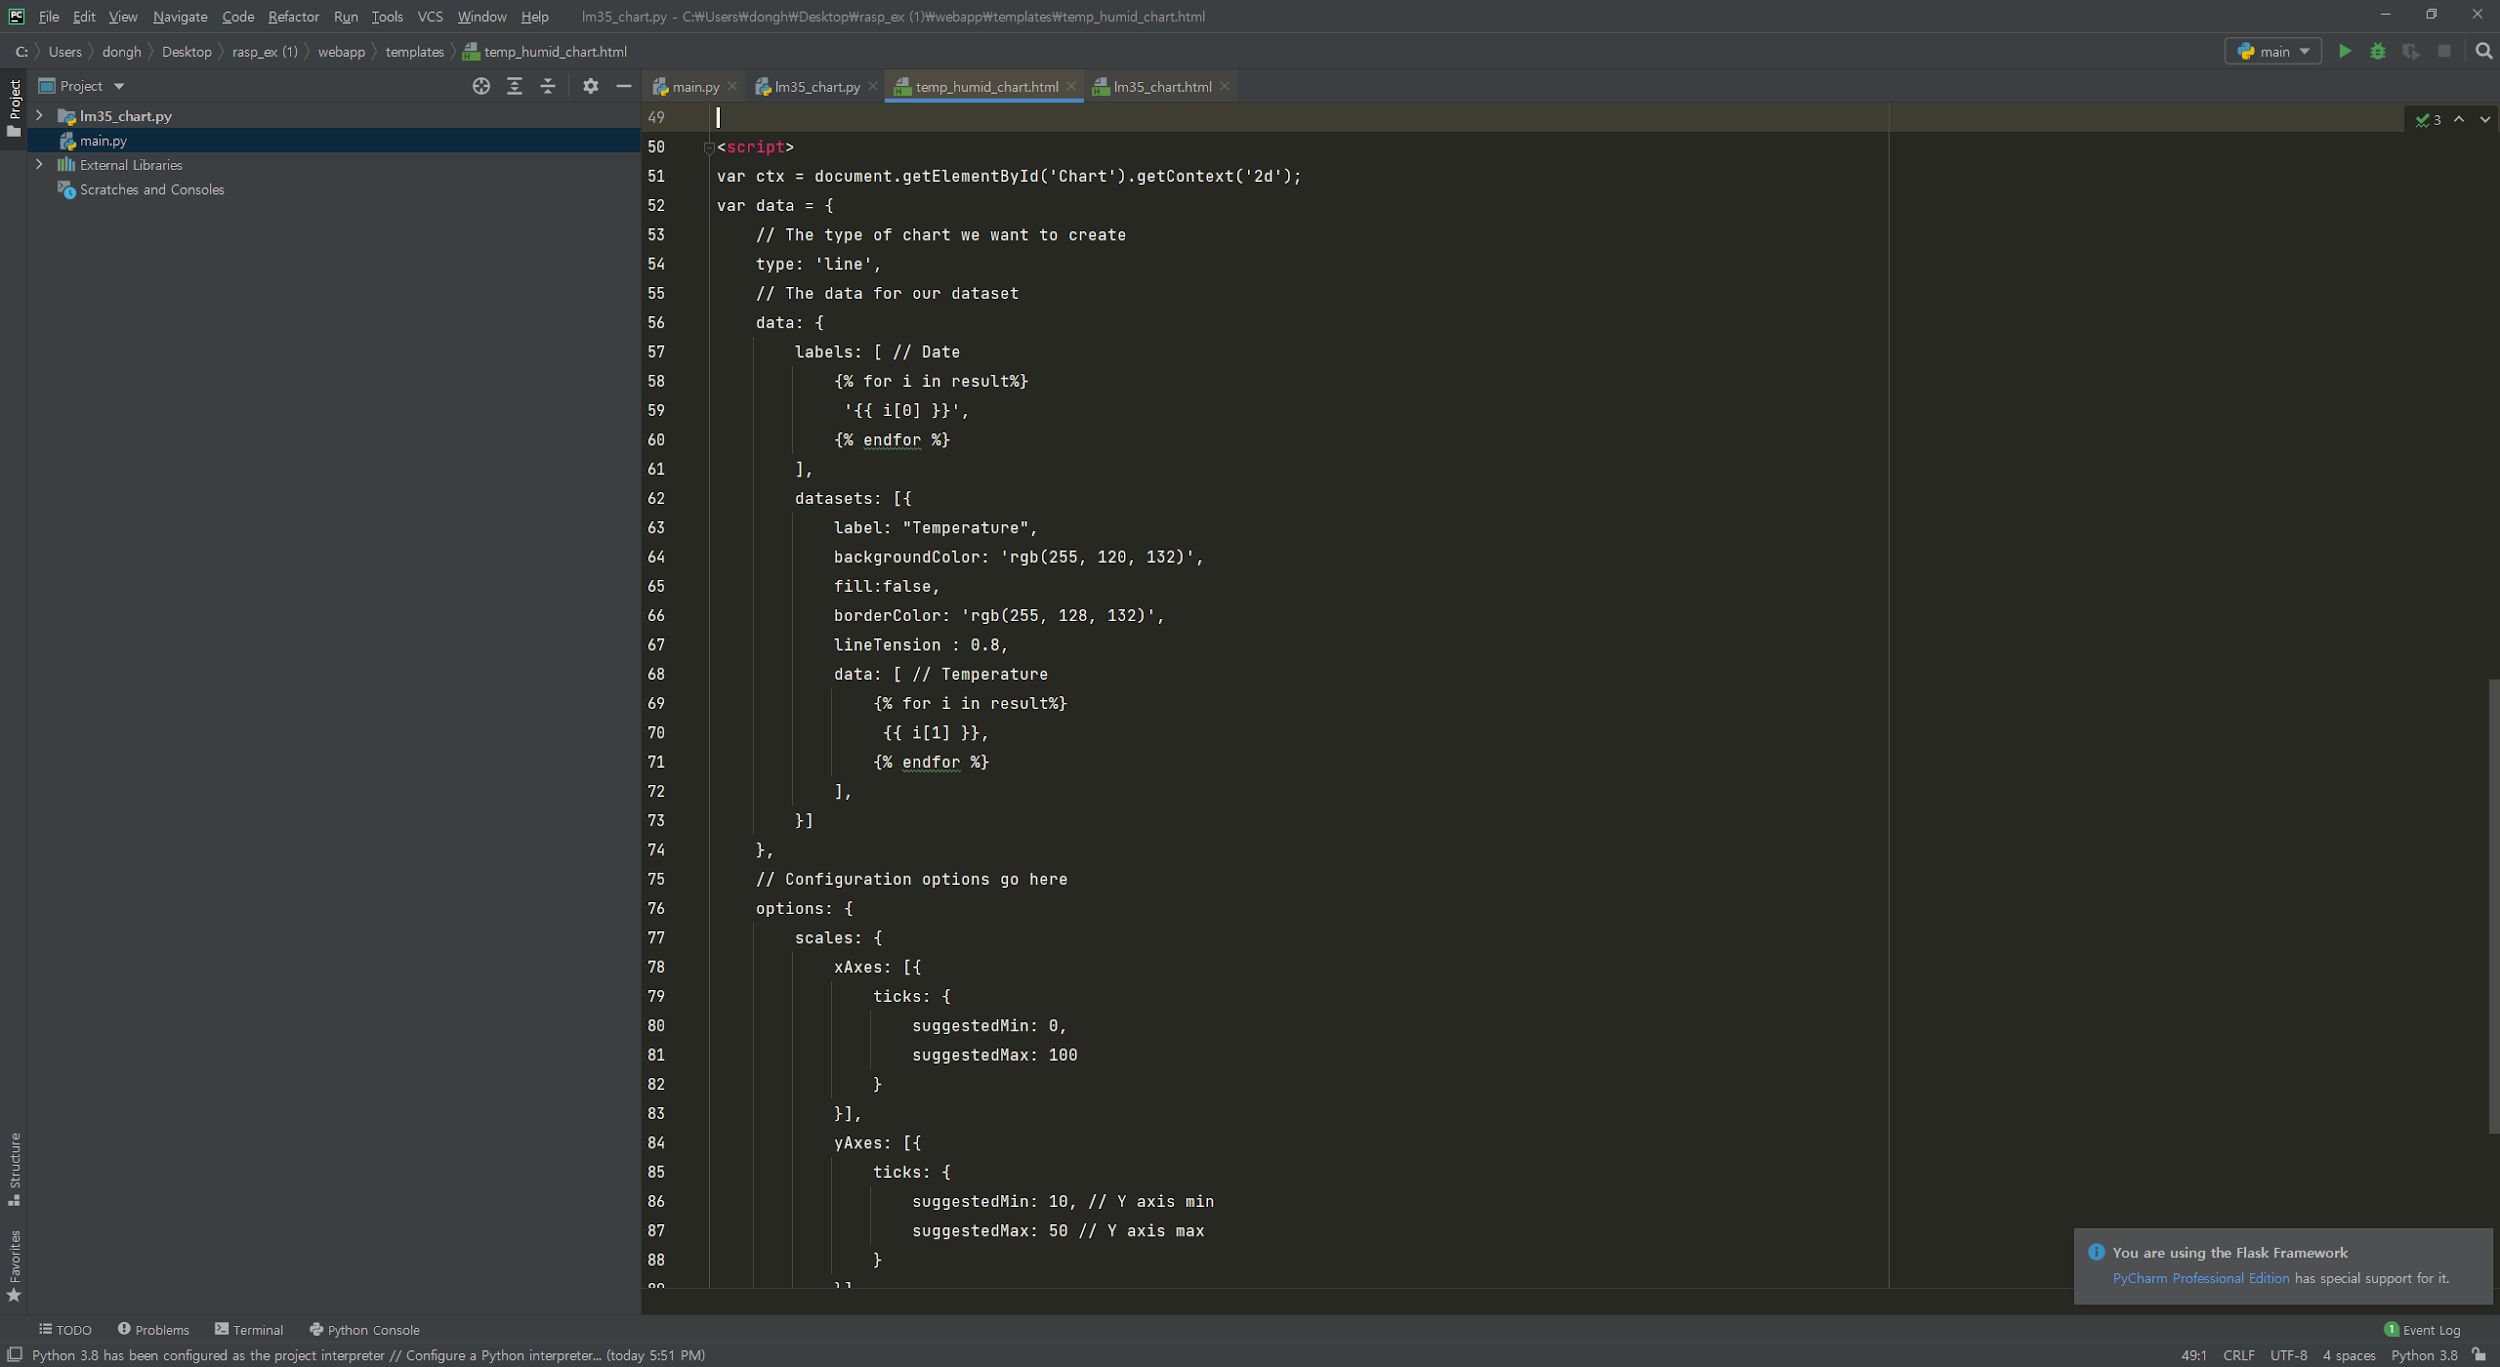 PC File Edit View Navigate Code Refactor Run Tools VCS Window Help lm35_chart.py - C:₩Users₩dongh₩Desktop₩rasp_ex (1)₩webapp₩templates₩temp_humid_chart.html
C: Users dongh Desktop rasp_ex (1) webapp templates temp_humid_chart.html main
Project Project main.py lm35_chart.py temp_humid_chart.html lm35_chart.html
lm35_chart.py
main.py
External Libraries
Scratches and Consoles
3
49
50 <script>
51 var ctx = document.getElementById('Chart').getContext('2d');
52 var data = {
53 // The type of chart we want to create
54 type: 'line',
55 // The data for our dataset
56 data: {
57 labels: [ // Date
58 {% for i in result%}
59 '{{ i[0] }}',
60 {% endfor %}
61 ],
62 datasets: [{
63 label: "Temperature",
64 backgroundColor: 'rgb(255, 120, 132)',
65 fill:false,
66 borderColor: 'rgb(255, 128, 132)',
67 lineTension : 0.8,
68 data: [ // Temperature
69 {% for i in result%}
70 {{ i[1] }},
71 {% endfor %}
72 ],
73 }]
74 },
75 // Configuration options go here
76 options: {
77 scales: {
78 xAxes: [{
79 ticks: {
80 suggestedMin: 0,
81 suggestedMax: 100
82 }
83 }],
84 yAxes: [{
85 ticks: {
86 suggestedMin: 10, // Y axis min
87 suggestedMax: 50 // Y axis max
88 }
89 }]
Structure
Favorites
You are using the Flask Framework
PyCharm Professional Edition has special support for it.
TODO Problems Terminal Python Console 1 Event Log
Python 3.8 has been configured as the project interpreter // Configure a Python interpreter... (today 5:51 PM) 49:1 CRLF UTF-8 4 spaces Python 3.8